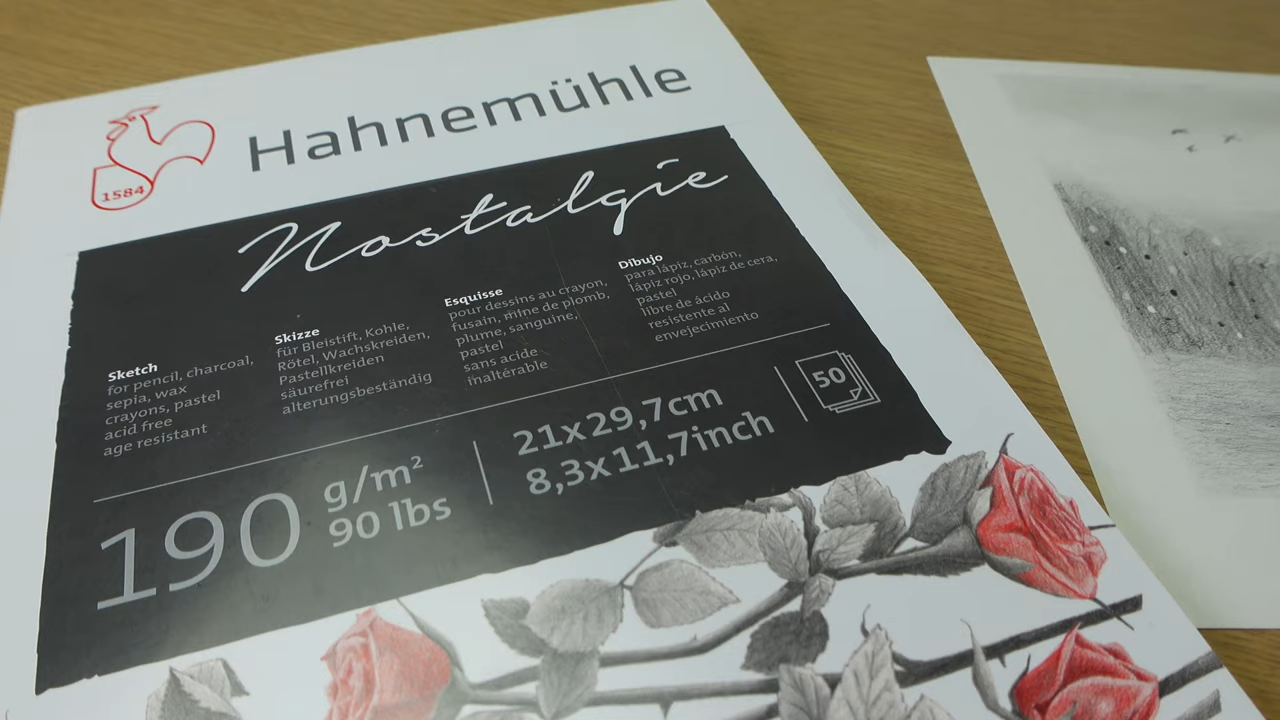 1584
Hahnemühle
Nostalgie
Sketch
for pencil, charcoal,
sepia, wax
crayons, pastel
acid free
age resistant
Skizze
für Bleistift, Kohle,
Rötel, Wachskreiden,
Pastellkreiden
säurefrei
alterungsbeständig
Esquisse
pour dessins au crayon,
fusain, mine de plomb,
plume, sanguine,
pastel
sans acide
inaltérable
Dibujo
para lápiz, carbón,
lápiz rojo, lápiz de cera,
pastel
libre de ácido
resistente al
envejecimiento
190
g/m²
90 lbs
21x29,7cm
8,3x11,7inch
50